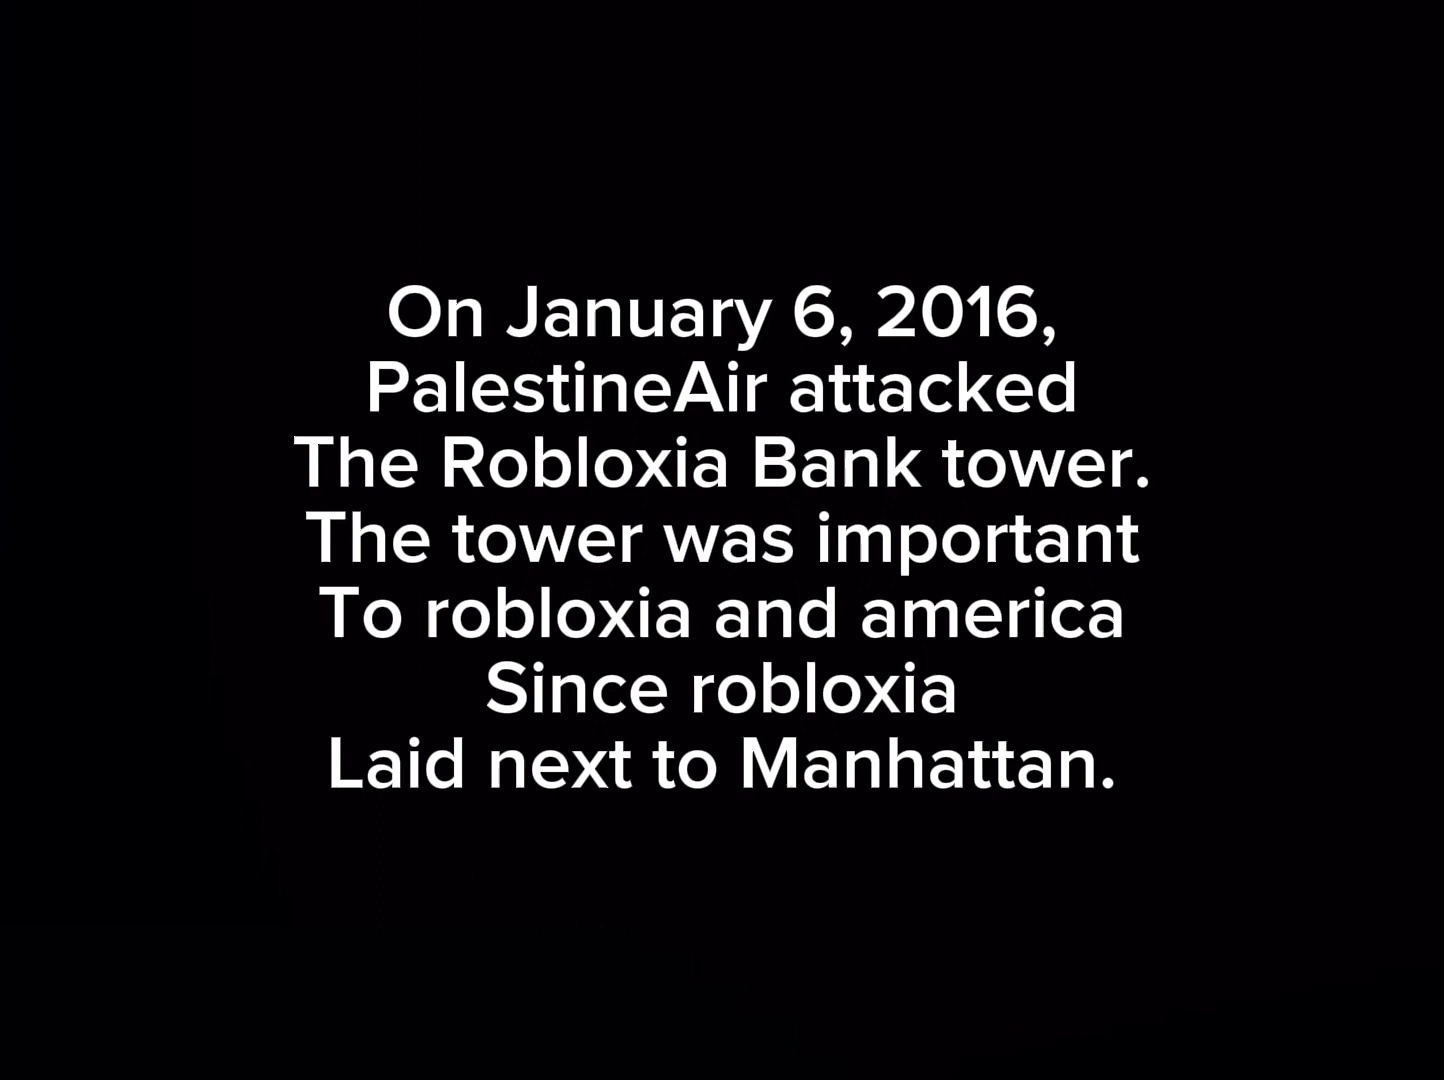 On January 6, 2016,
PalestineAir attacked
The Robloxia Bank tower.
The tower was important
To robloxia and america
Since robloxia
Laid next to Manhattan.